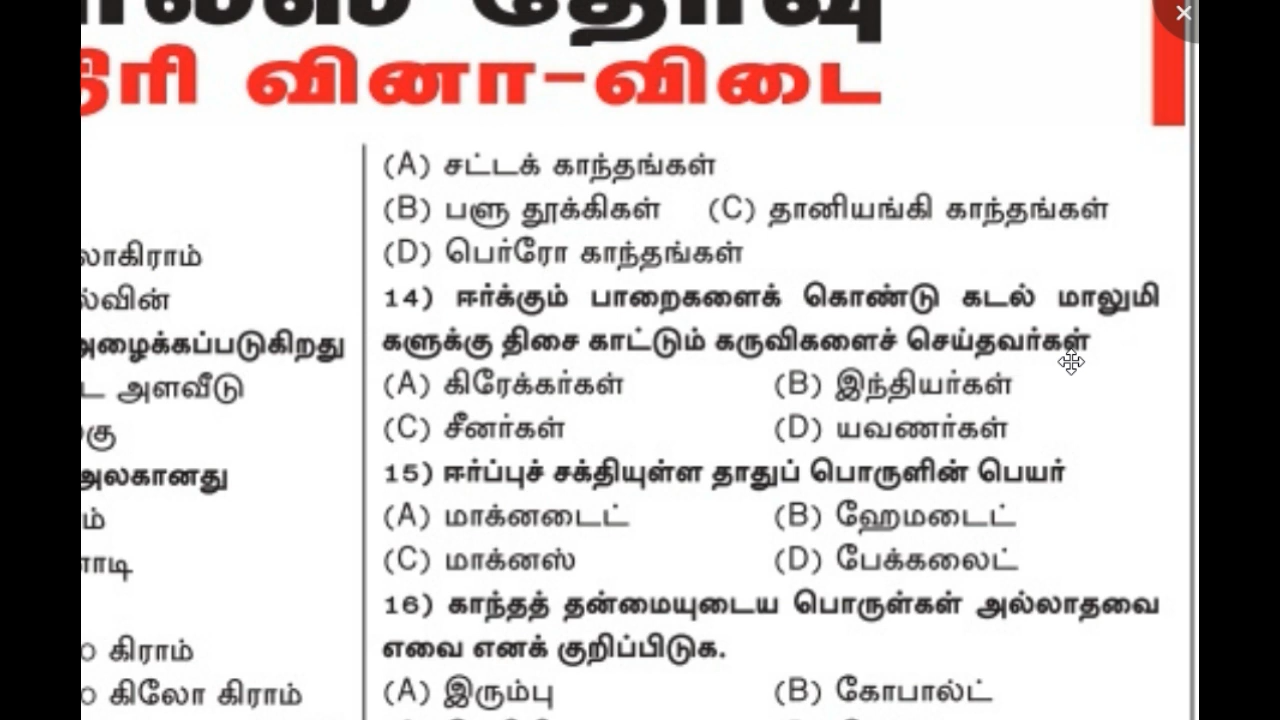 வினா-விடை
லாகிராம்
ல்வின்
அழைக்கப்படுகிறது
அளவீடு
அலகானது
கிராம்
கிலோ கிராம்
(A) சட்டக் காந்தங்கள்
(B) பளு தூக்கிகள் (C) தானியங்கி காந்தங்கள்
(D) பெர்ரோ காந்தங்கள்
14) ஈர்க்கும் பாறைகளைக் கொண்டு கடல் மாலுமி
களுக்கு திசை காட்டும் கருவிகளைச் செய்தவர்கள்
(A) கிரேக்கர்கள் (B) இந்தியர்கள்
(C) சீனர்கள் (D) யவணர்கள்
15) ஈர்ப்புச் சக்தியுள்ள தாதுப் பொருளின் பெயர்
(A) மாக்னடைட் (B) ஹேமடைட்
(C) மாக்னஸ் (D) பேக்கலைட்
16) காந்தத் தன்மையுடைய பொருள்கள் அல்லாதவை
எவை எனக் குறிப்பிடுக.
(A) இரும்பு (B) கோபால்ட்